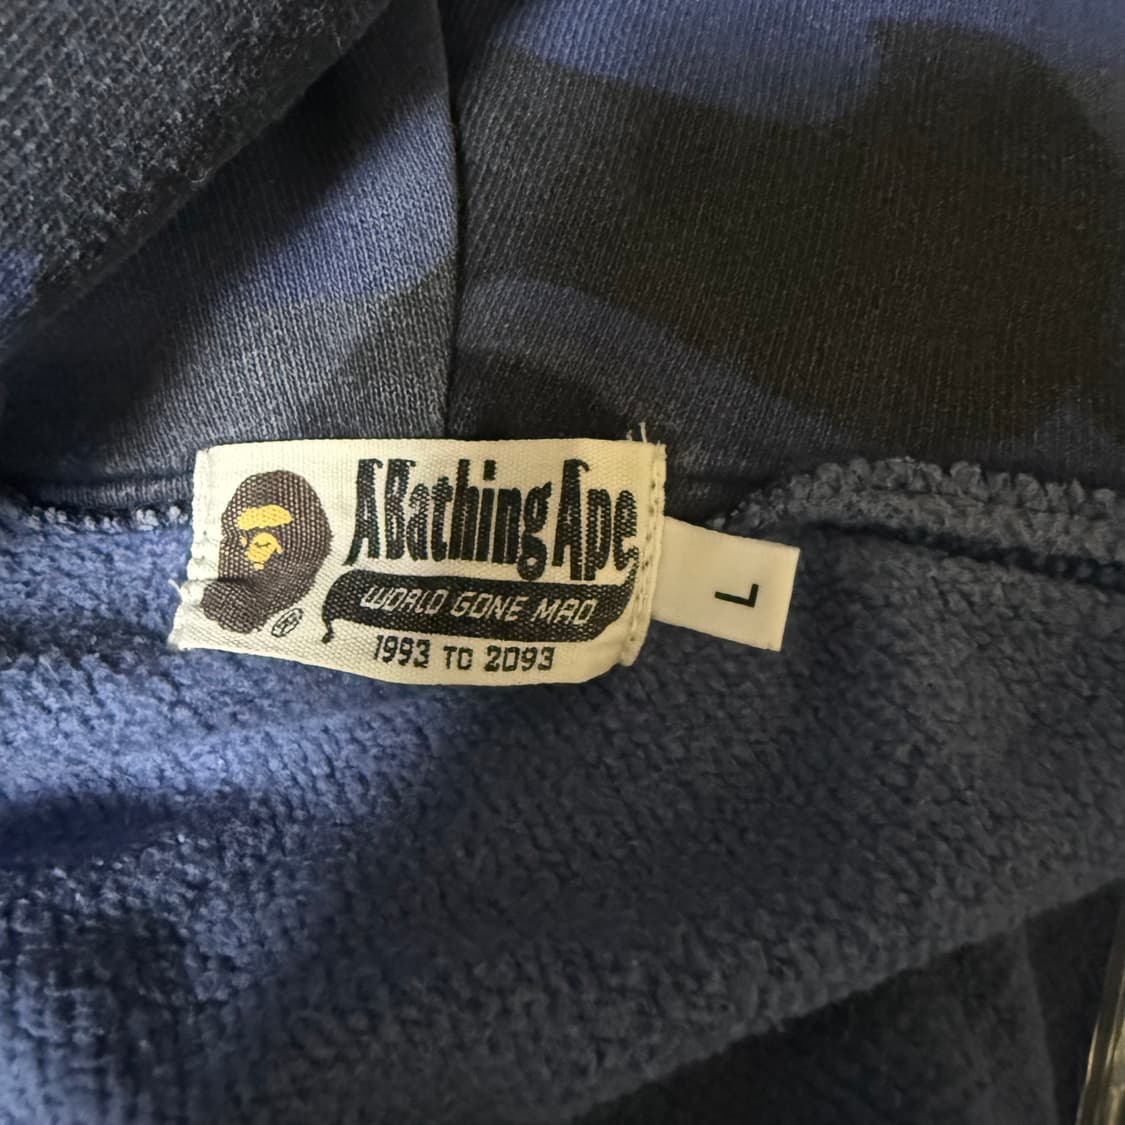 A Bathing Ape
WORLD GONE MAD
1993 TO 2093
L